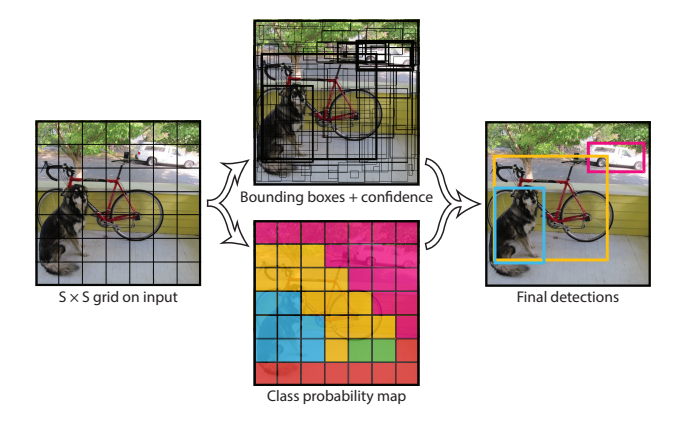 Bounding boxes + confidence
S × S grid on input
Final detections
Class probability map